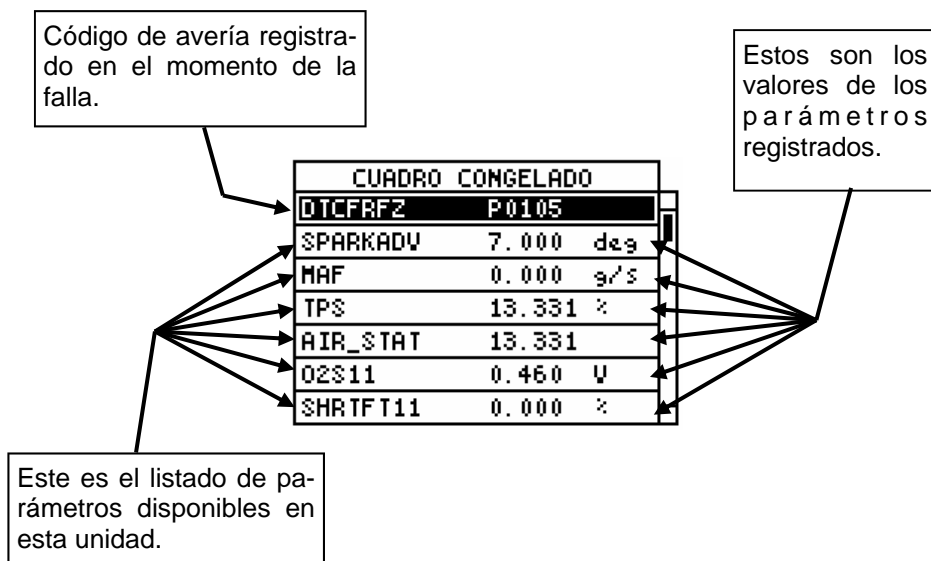 Código de avería registra-
do en el momento de la
falla.
Estos son los
valores de los
parámetros
registrados.
CUADRO CONGELADO
DTCFRFZ P0105
SPARKADV 7.000 deg
MAF 0.000 g/s
TPS 13.331 %
AIR_STAT 13.331
O2S11 0.460 V
SHRTFT11 0.000 %
Este es el listado de pa-
rámetros disponibles en
esta unidad.